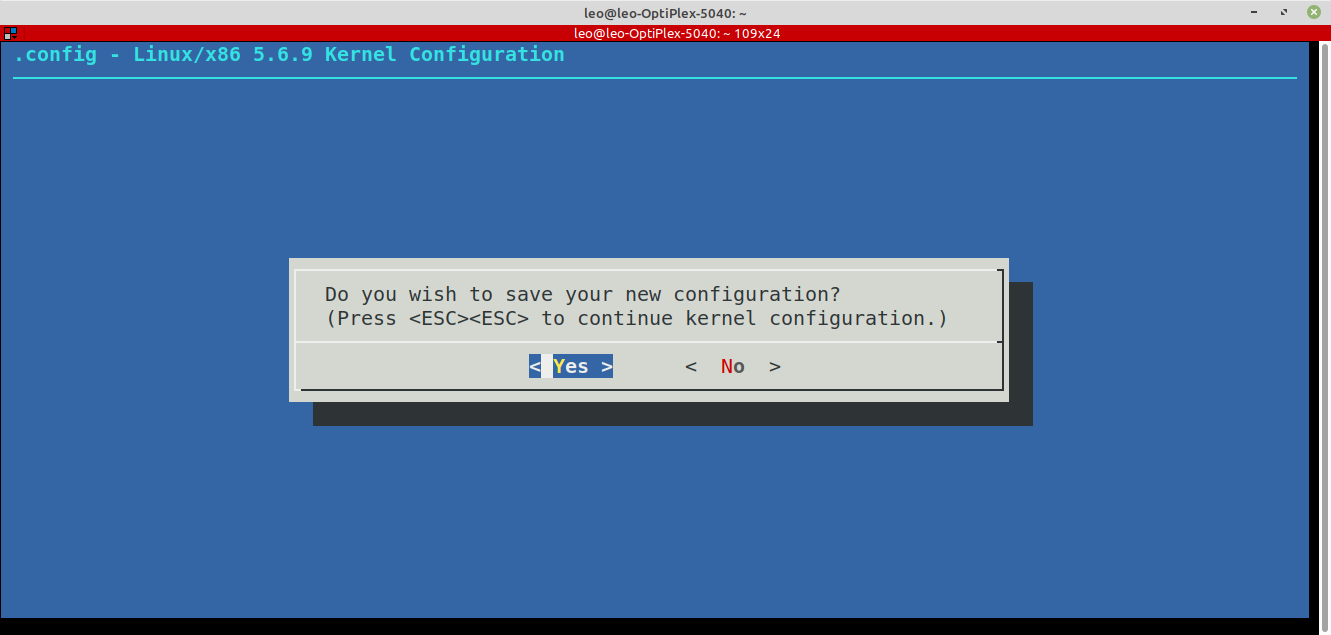 leo@leo-OptiPlex-5040: ~
leo@leo-OptiPlex-5040: ~ 109x24
.config - Linux/x86 5.6.9 Kernel Configuration
Do you wish to save your new configuration?
(Press <ESC><ESC> to continue kernel configuration.)
< Yes > < No >